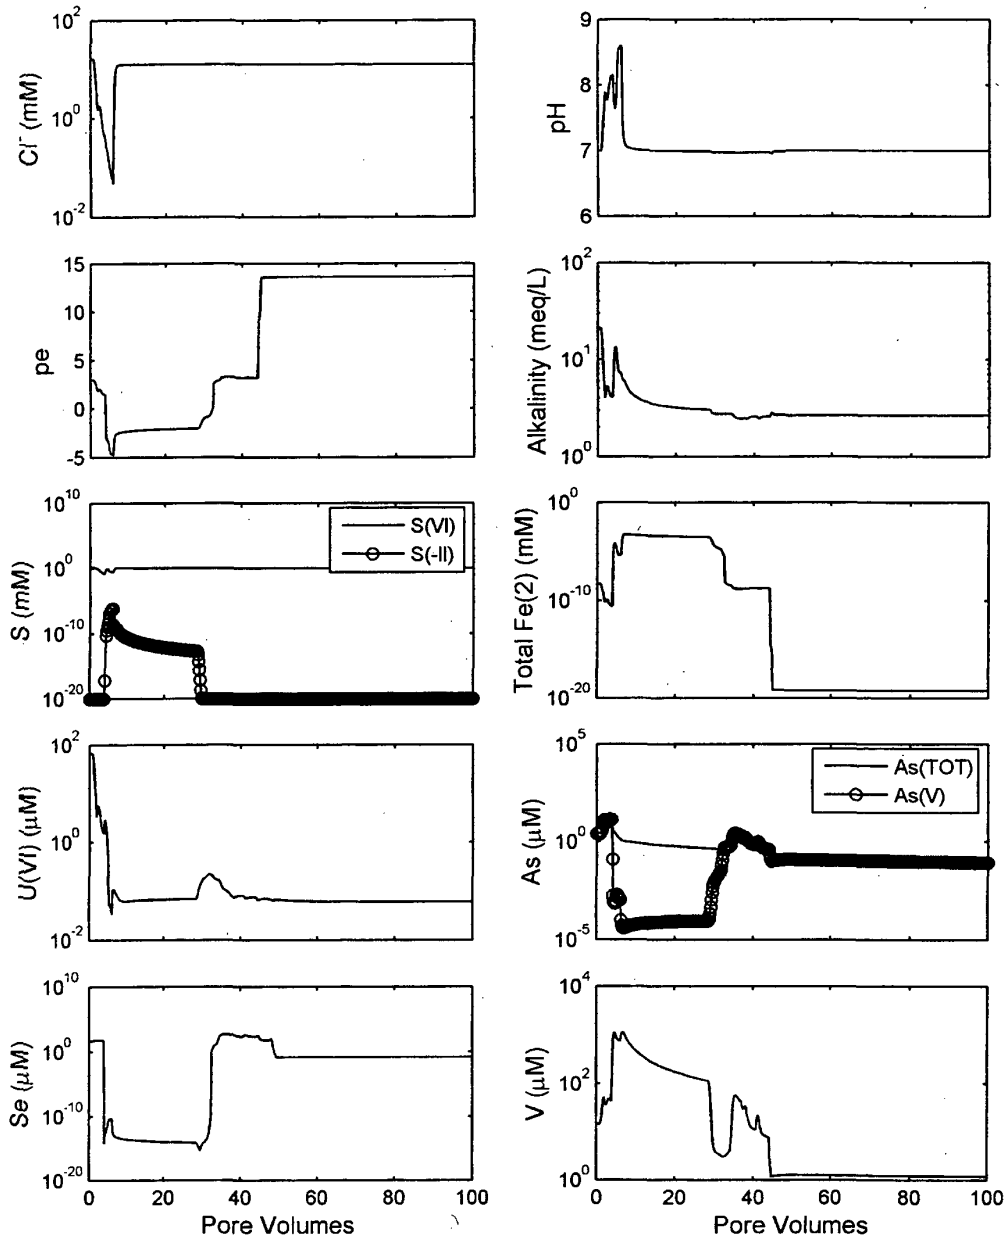 10^2
10^0
10^-2
Cl^- (mM)
9
8
7
6
pH
15
10
5
0
-5
pe
10^2
10^1
10^0
Alkalinity (meq/L)
10^10
10^0
10^-10
10^-20
S (mM)
S(VI)
S(-II)
10^0
10^-10
10^-20
Total Fe(2) (mM)
10^2
10^0
10^-2
U(VI) (μM)
10^5
10^0
10^-5
As (μM)
As(TOT)
As(V)
10^10
10^0
10^-10
10^-20
Se (μM)
0 20 40 60 80 100
Pore Volumes
10^4
10^2
10^0
V (μM)
0 20 40 60 80 100
Pore Volumes